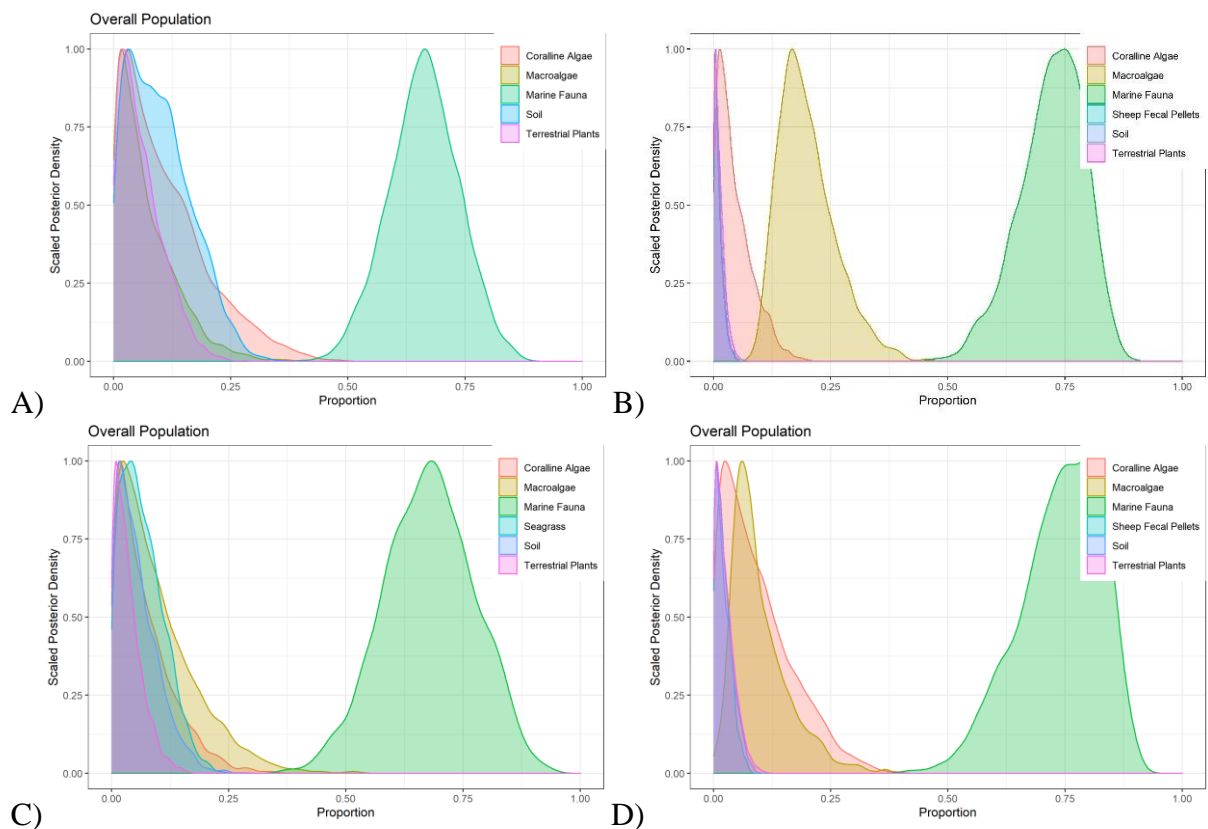 Overall Population
Scaled Posterior Density
1.00
0.75
0.50
0.25
0.00
0.00 0.25 0.50 0.75 1.00
Proportion
Coralline Algae
Macroalgae
Marine Fauna
Soil
Terrestrial Plants
A)
Scaled Posterior Density
1.00
0.75
0.50
0.25
0.00
0.00 0.25 0.50 0.75 1.00
Proportion
Coralline Algae
Macroalgae
Marine Fauna
Sheep Fecal Pellets
Soil
Terrestrial Plants
B)
Overall Population
Scaled Posterior Density
1.00
0.75
0.50
0.25
0.00
0.00 0.25 0.50 0.75 1.00
Proportion
Coralline Algae
Macroalgae
Marine Fauna
Seagrass
Soil
Terrestrial Plants
C)
Overall Population
Scaled Posterior Density
1.00
0.75
0.50
0.25
0.00
0.00 0.25 0.50 0.75 1.00
Proportion
Coralline Algae
Macroalgae
Marine Fauna
Sheep Fecal Pellets
Soil
Terrestrial Plants
D)